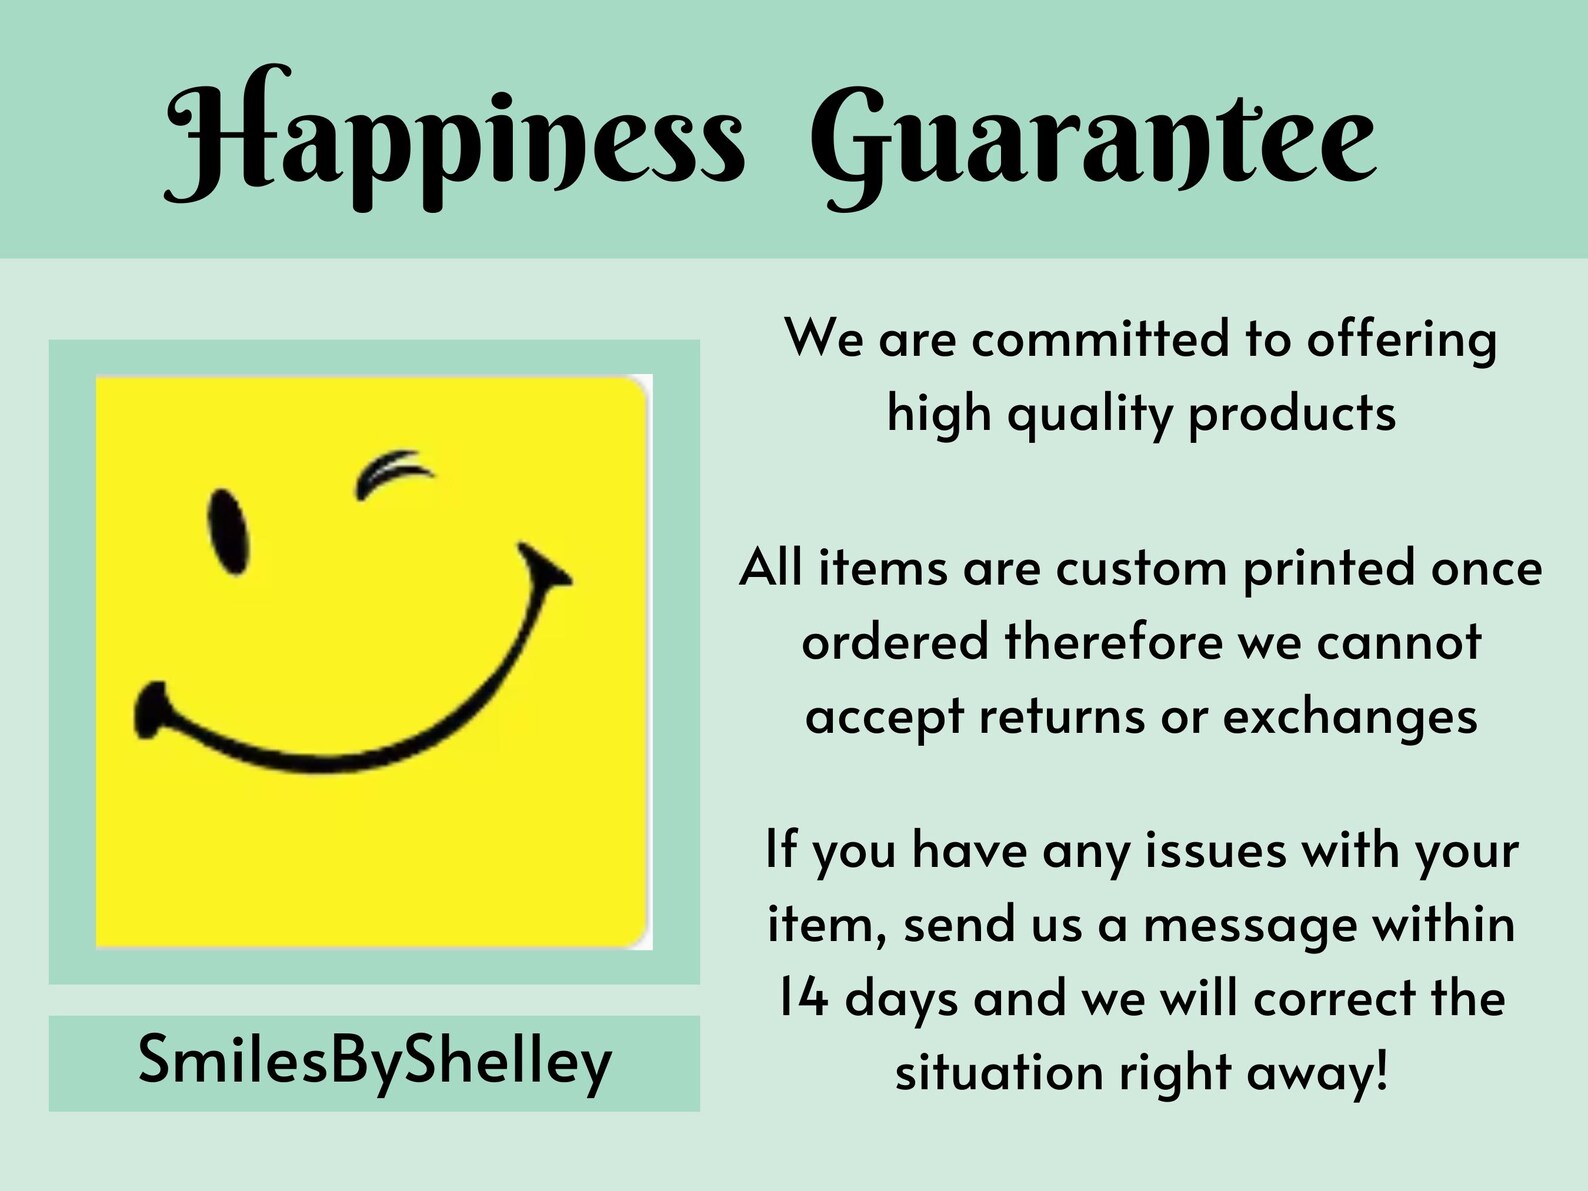 Happiness Guarantee
We are committed to offering
high quality products
All items are custom printed once
ordered therefore we cannot
accept returns or exchanges
If you have any issues with your
item, send us a message within
14 days and we will correct the
situation right away!
SmilesByShelley